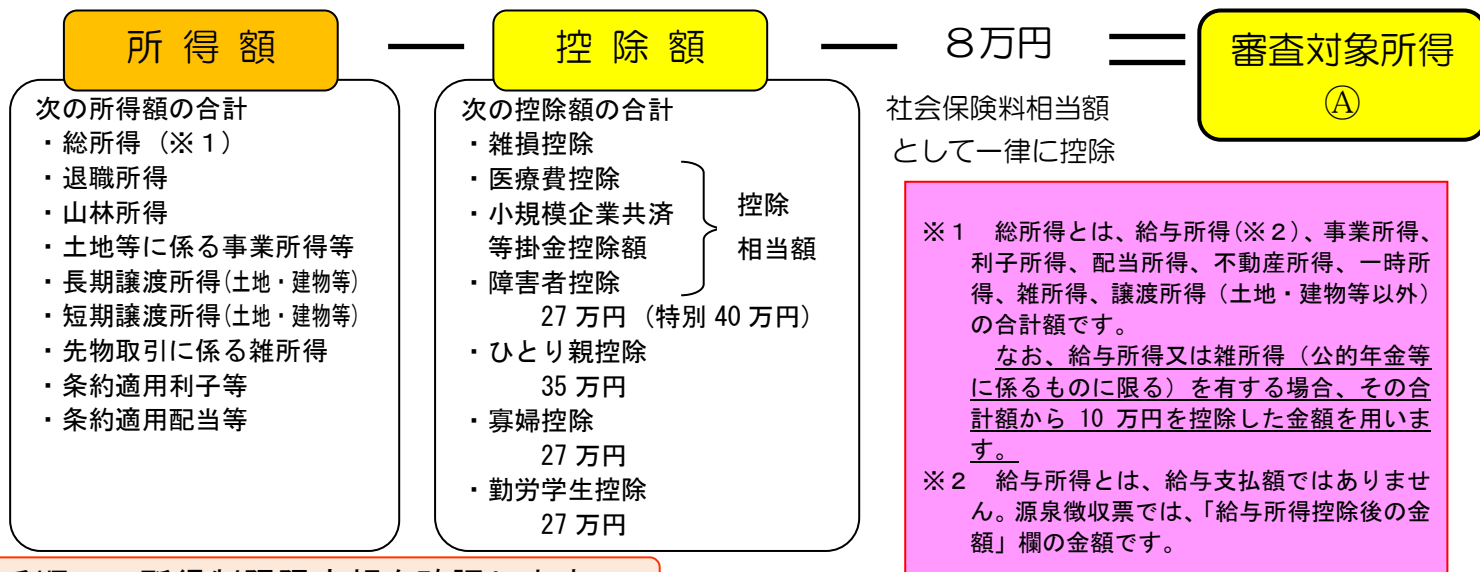 所得額 ― 控除額 ― ８万円 ＝ 審査対象所得
Ⓐ
次の所得額の合計
・総所得（※１）
・退職所得
・山林所得
・土地等に係る事業所得等
・長期譲渡所得(土地・建物等)
・短期譲渡所得(土地・建物等)
・先物取引に係る雑所得
・条約適用利子等
・条約適用配当等
次の控除額の合計
・雑損控除
・医療費控除
・小規模企業共済
等掛金控除額
・障害者控除
27 万円（特別 40 万円）
・ひとり親控除
35 万円
・寡婦控除
27 万円
・勤労学生控除
27 万円
控除
相当額
社会保険料相当額
として一律に控除
※１　総所得とは、給与所得(※２)、事業所得、
利子所得、配当所得、不動産所得、一時所
得、雑所得、譲渡所得（土地・建物等以外）
の合計額です。
なお、給与所得又は雑所得（公的年金等
に係るものに限る）を有する場合、その合
計額から 10 万円を控除した金額を用いま
す。
※２　給与所得とは、給与支払額ではありませ
ん。源泉徴収票では、「給与所得控除後の金
額」欄の金額です。